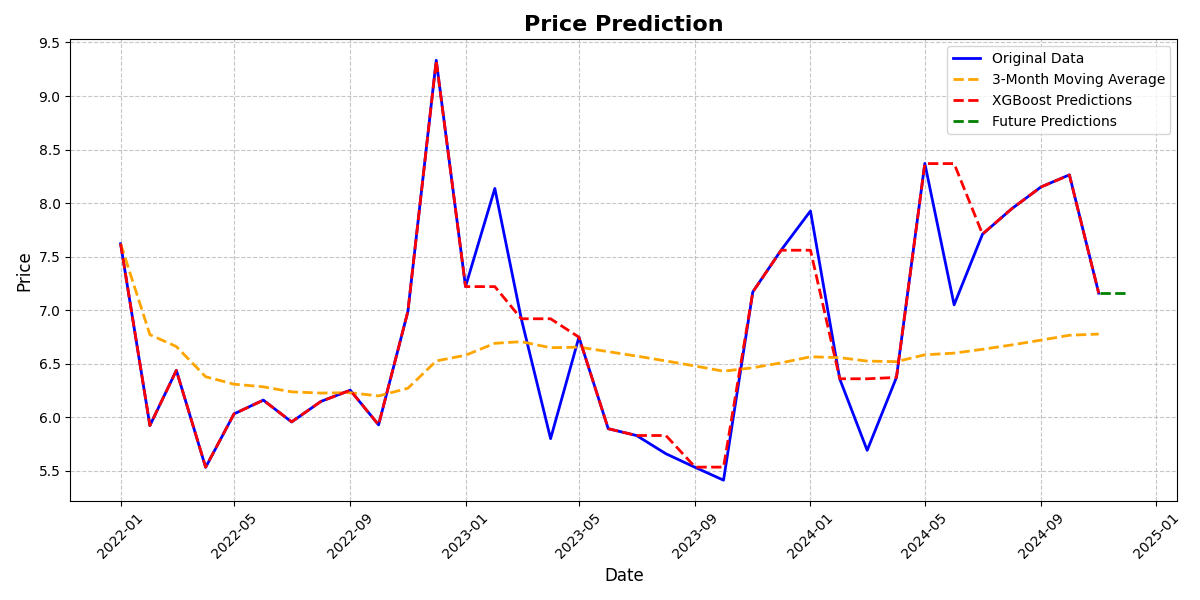 Price Prediction
Original Data
3-Month Moving Average
XGBoost Predictions
Future Predictions
9.5
9.0
8.5
8.0
7.5
7.0
6.5
6.0
5.5
Price
2022-01
2022-05
2022-09
2023-01
2023-05
2023-09
2024-01
2024-05
2024-09
2025-01
Date